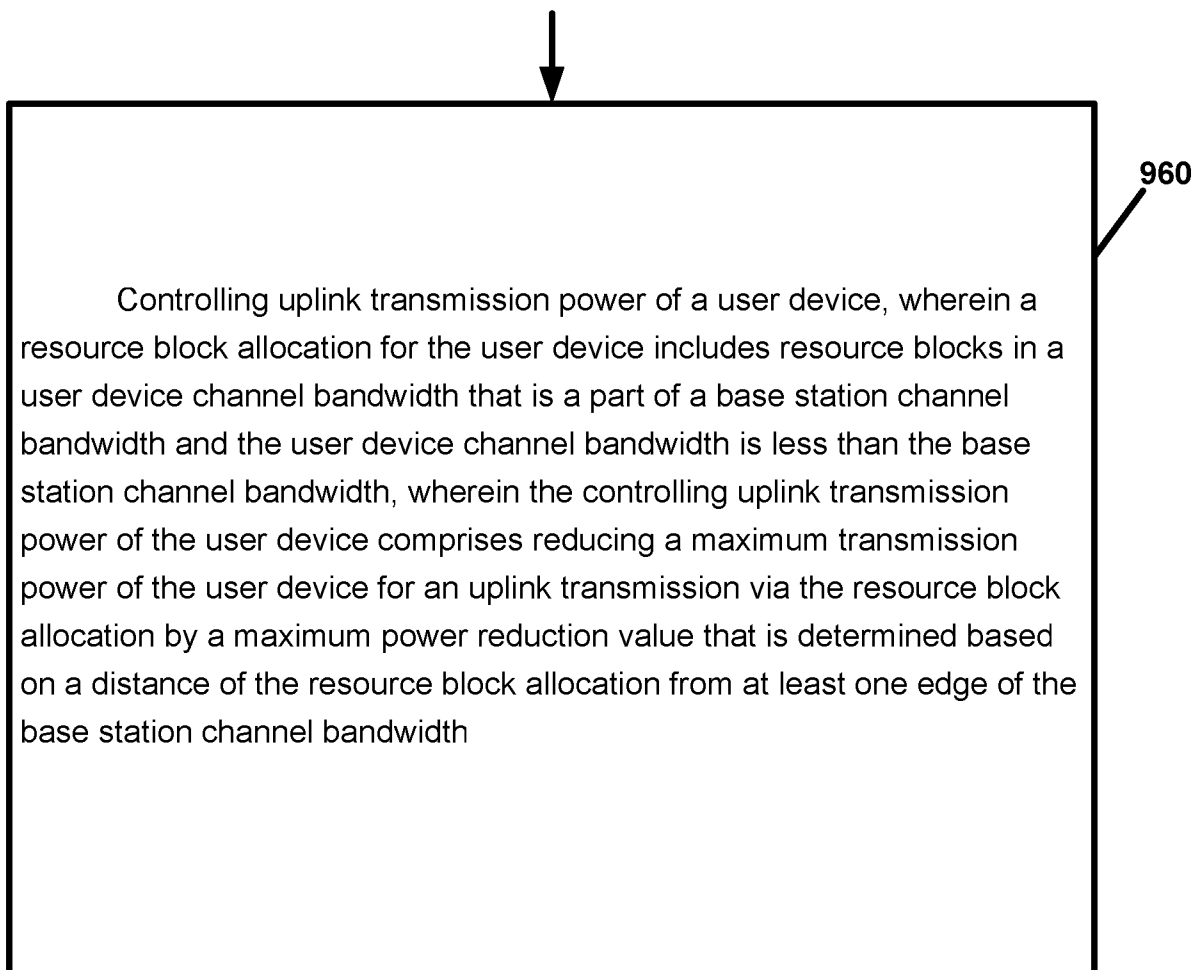 960
Controlling uplink transmission power of a user device, wherein a
resource block allocation for the user device includes resource blocks in a
user device channel bandwidth that is a part of a base station channel
bandwidth and the user device channel bandwidth is less than the base
station channel bandwidth, wherein the controlling uplink transmission
power of the user device comprises reducing a maximum transmission
power of the user device for an uplink transmission via the resource block
allocation by a maximum power reduction value that is determined based
on a distance of the resource block allocation from at least one edge of the
base station channel bandwidth